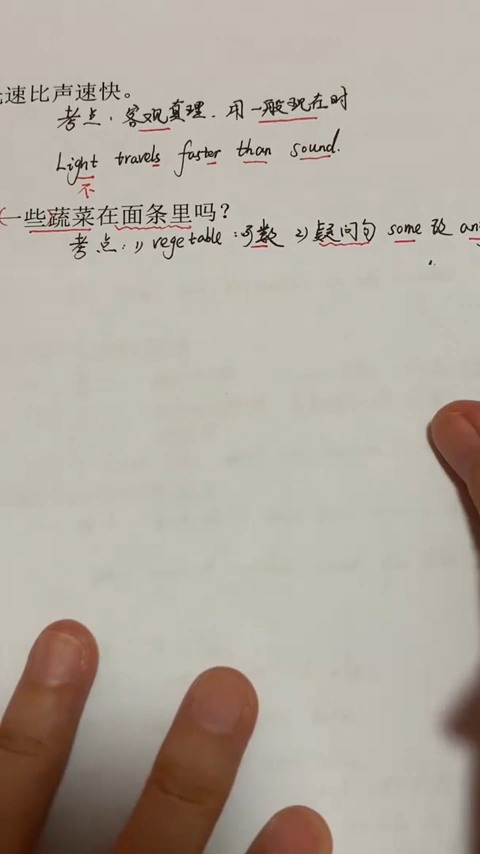 速比声速快。
考点：客观真理．用一般现在时
Light travels faster than sound.
不
一些蔬菜在面条里吗？
考点：1) vegetable：可数 2) 疑问句 some 改 an